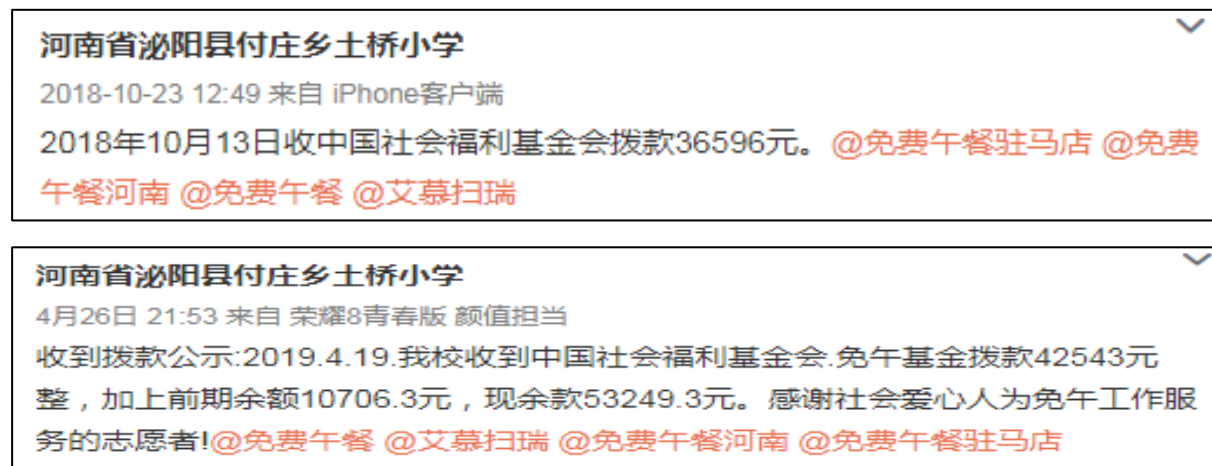 河南省泌阳县付庄乡土桥小学
2018-10-23 12:49 来自 iPhone客户端
2018年10月13日收中国社会福利基金会拨款36596元。@免费午餐驻马店 @免费
午餐河南 @免费午餐 @艾慕扫瑞
河南省泌阳县付庄乡土桥小学
4月26日 21:53 来自 荣耀8青春版 颜值担当
收到拨款公示:2019.4.19.我校收到中国社会福利基金会.免午基金拨款42543元
整，加上前期余额10706.3元，现余款53249.3元。感谢社会爱心人为免午工作服
务的志愿者!@免费午餐 @艾慕扫瑞 @免费午餐河南 @免费午餐驻马店